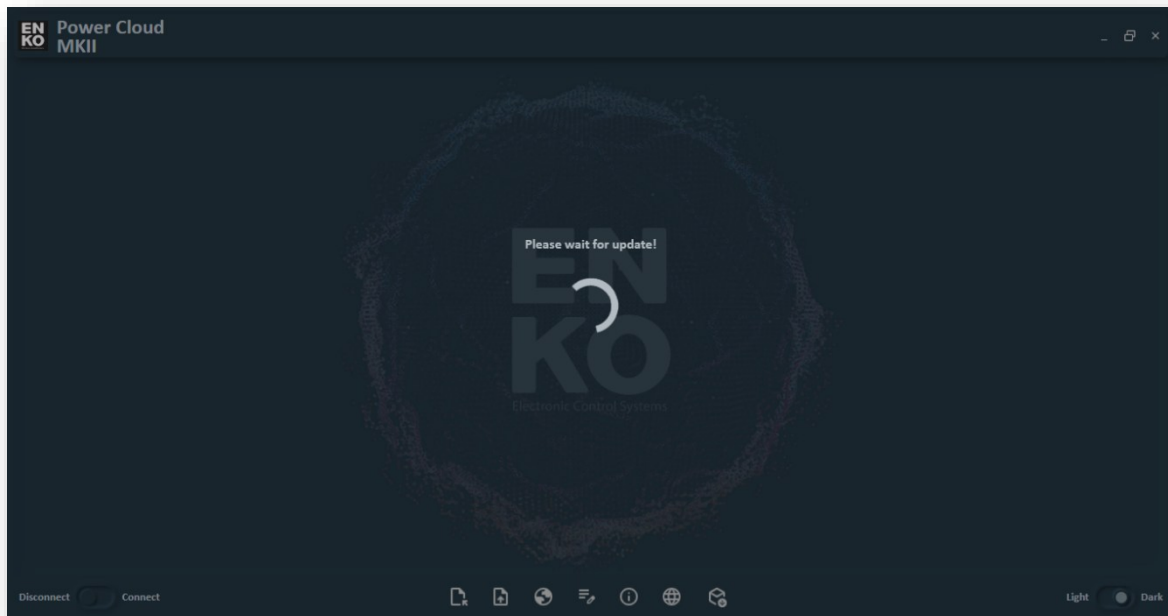 EN
KO
Power Cloud
MKII
Please wait for update!
EN
KO
Electronic Control Systems
Disconnect
Connect
Light
Dark